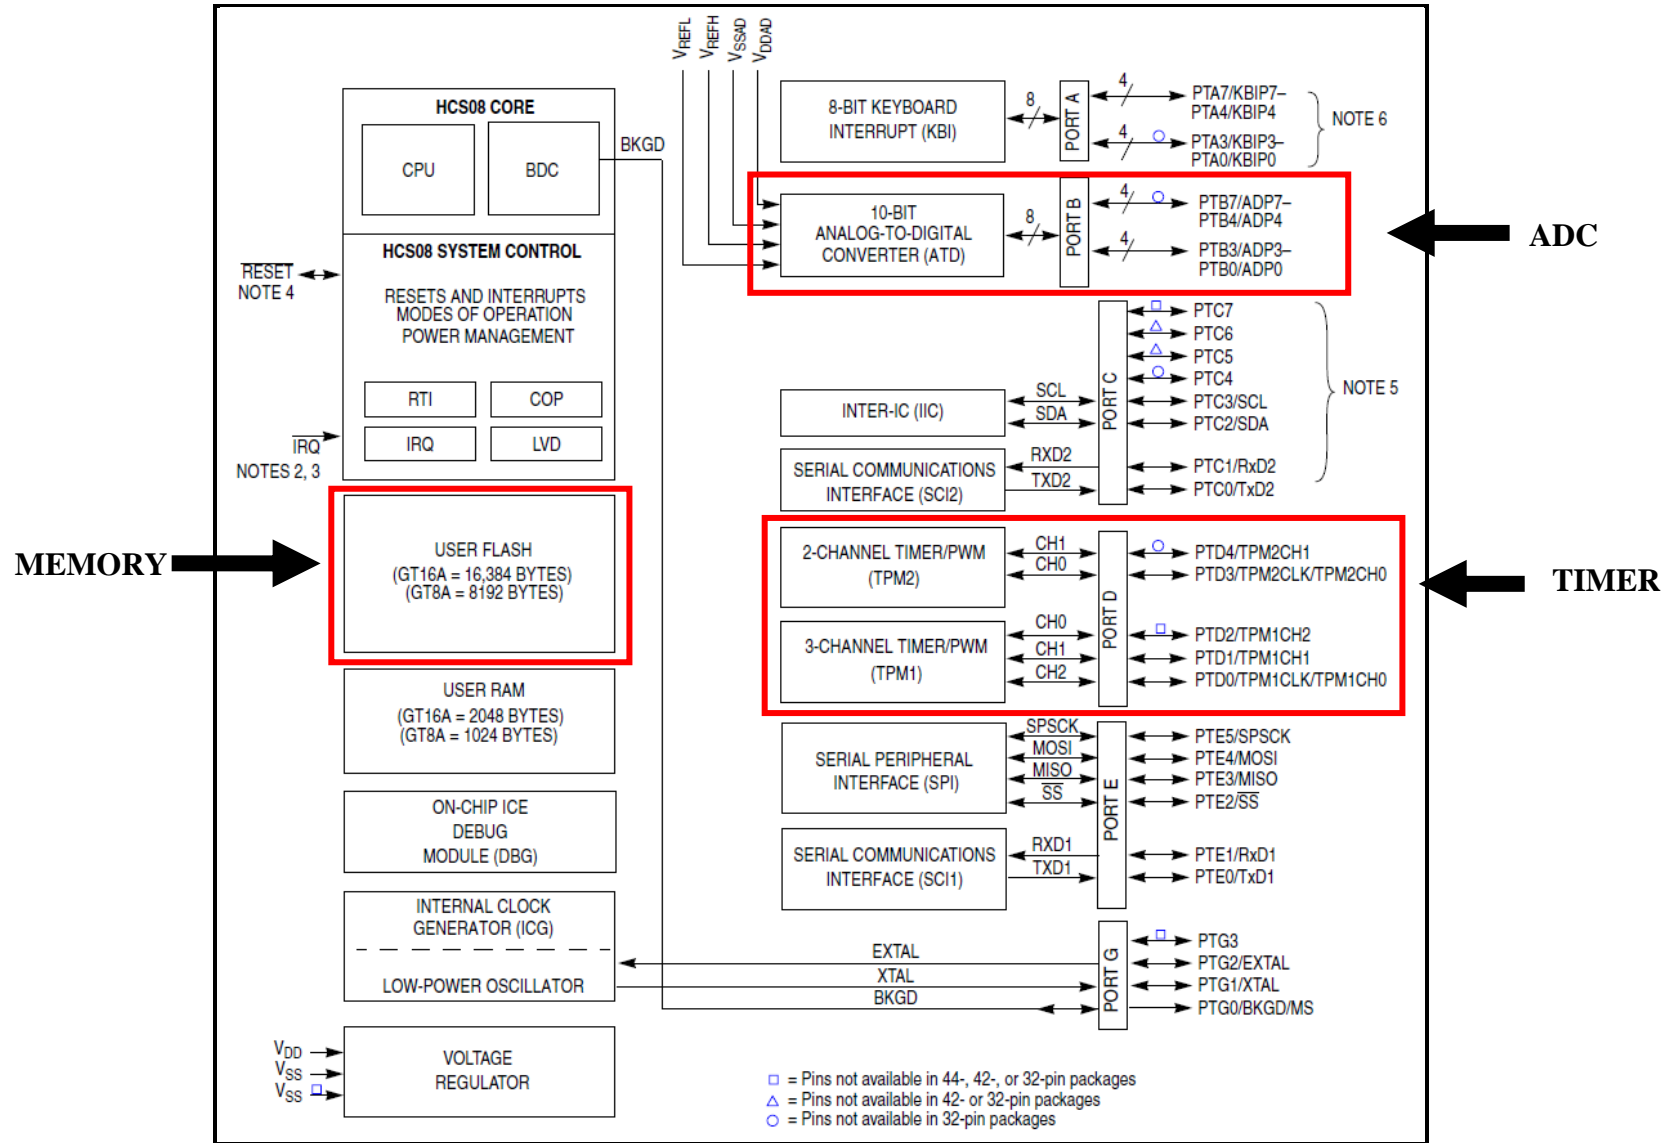 VREFL
VREFH
VSSAD
VDDAD
HCS08 CORE
CPU
BDC
BKGD
HCS08 SYSTEM CONTROL
RESETS AND INTERRUPTS
MODES OF OPERATION
POWER MANAGEMENT
RTI
COP
IRQ
LVD
RESET
NOTE 4
IRQ
NOTES 2, 3
MEMORY
USER FLASH
(GT16A = 16,384 BYTES)
(GT8A = 8192 BYTES)
USER RAM
(GT16A = 2048 BYTES)
(GT8A = 1024 BYTES)
ON-CHIP ICE
DEBUG
MODULE (DBG)
INTERNAL CLOCK
GENERATOR (ICG)
LOW-POWER OSCILLATOR
VDD
VSS
VSS
VOLTAGE
REGULATOR
8-BIT KEYBOARD
INTERRUPT (KBI)
8
PORT A
4
PTA7/KBIP7–
PTA4/KBIP4
4
PTA3/KBIP3–
PTA0/KBIP0
NOTE 6
10-BIT
ANALOG-TO-DIGITAL
CONVERTER (ATD)
8
PORT B
4
PTB7/ADP7–
PTB4/ADP4
4
PTB3/ADP3–
PTB0/ADP0
ADC
INTER-IC (IIC)
SCL
SDA
SERIAL COMMUNICATIONS
INTERFACE (SCI2)
RXD2
TXD2
PORT C
PTC7
PTC6
PTC5
PTC4
PTC3/SCL
PTC2/SDA
PTC1/RxD2
PTC0/TxD2
NOTE 5
2-CHANNEL TIMER/PWM
(TPM2)
CH1
CH0
3-CHANNEL TIMER/PWM
(TPM1)
CH0
CH1
CH2
PORT D
PTD4/TPM2CH1
PTD3/TPM2CLK/TPM2CH0
PTD2/TPM1CH2
PTD1/TPM1CH1
PTD0/TPM1CLK/TPM1CH0
TIMER
SERIAL PERIPHERAL
INTERFACE (SPI)
SPSCK
MOSI
MISO
SS
SERIAL COMMUNICATIONS
INTERFACE (SCI1)
RXD1
TXD1
PORT E
PTE5/SPSCK
PTE4/MOSI
PTE3/MISO
PTE2/SS
PTE1/RxD1
PTE0/TxD1
EXTAL
XTAL
BKGD
PORT G
PTG3
PTG2/EXTAL
PTG1/XTAL
PTG0/BKGD/MS
= Pins not available in 44-, 42-, or 32-pin packages
= Pins not available in 42- or 32-pin packages
= Pins not available in 32-pin packages